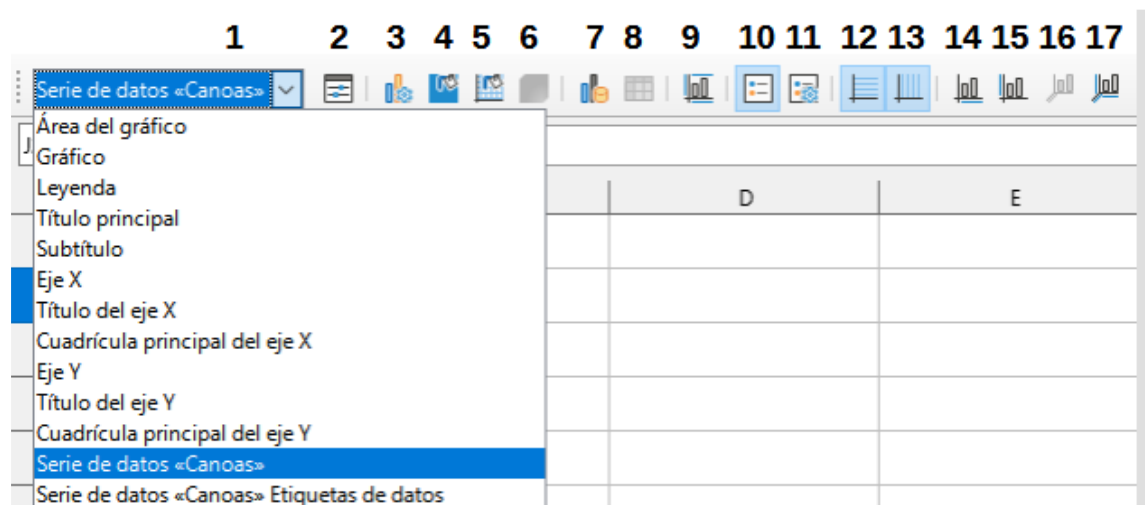 1 2 3 4 5 6 7 8 9 10 11 12 13 14 15 16 17
Serie de datos «Canoas»
Área del gráfico
Gráfico
Leyenda
D E
Título principal
Subtítulo
Eje X
Título del eje X
Cuadrícula principal del eje X
Eje Y
Título del eje Y
Cuadrícula principal del eje Y
Serie de datos «Canoas»
Serie de datos «Canoas» Etiquetas de datos